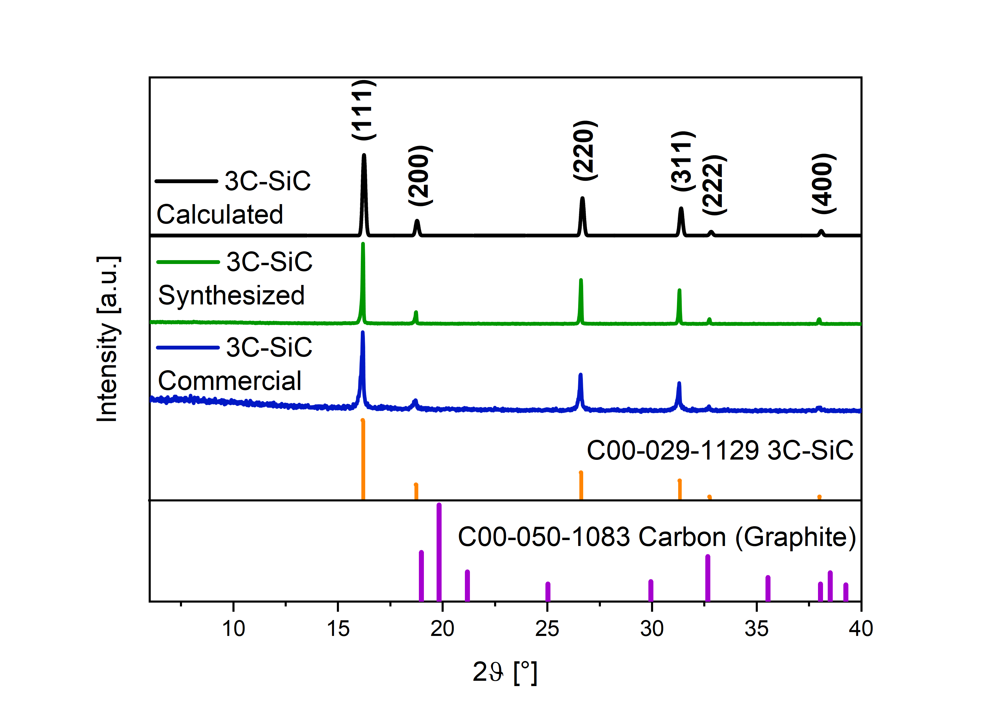 (111)
(200)
(220)
(311)
(222)
(400)
3C-SiC
Calculated
3C-SiC
Synthesized
3C-SiC
Commercial
C00-029-1129 3C-SiC
C00-050-1083 Carbon (Graphite)
Intensity [a.u.]
10 15 20 25 30 35 40
2ϑ [°]